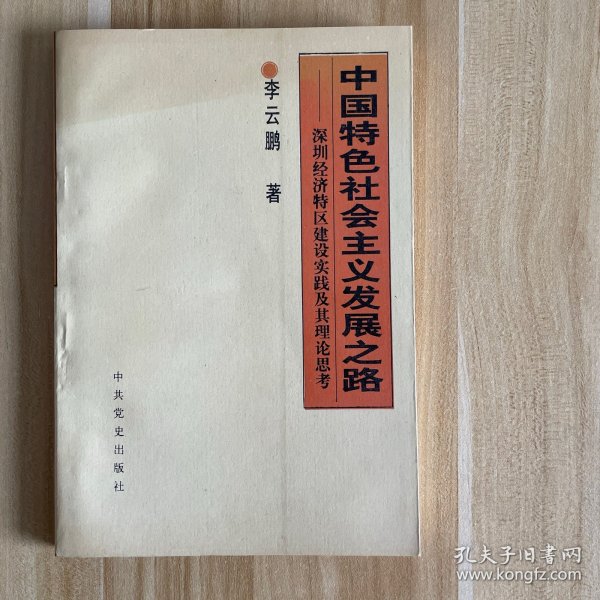 中国特色社会主义发展之路
——深圳经济特区建设实践及其理论思考
李云鹏 著
中共党史出版社
孔夫子旧书网
www.kongfz.com